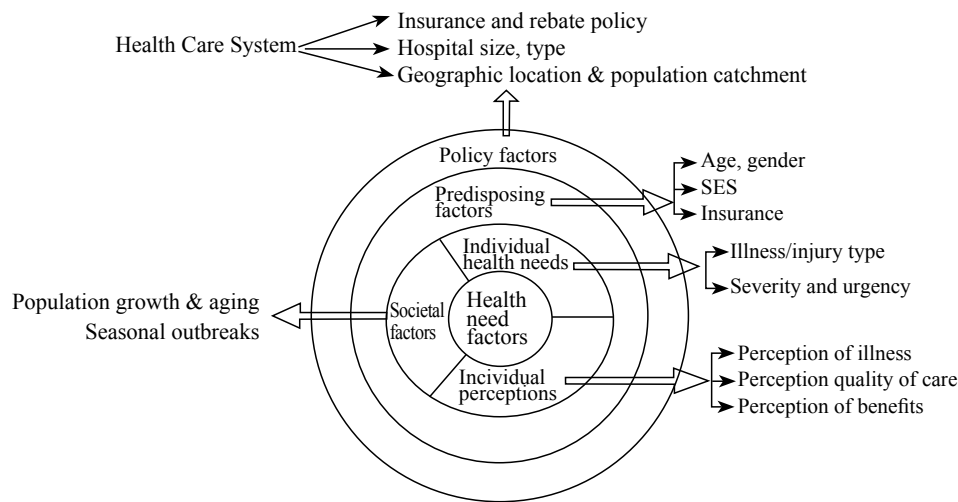 Insurance and rebate policy
Health Care System
Hospital size, type
Geographic location & population catchment
Policy factors
Age, gender
Predisposing
factors
SES
Insurance
Individual
health needs
Illness/injury type
Severity and urgency
Population growth & aging
Seasonal outbreaks
Societal
factors
Health
need
factors
Incividual
perceptions
Perception of illness
Perception quality of care
Perception of benefits